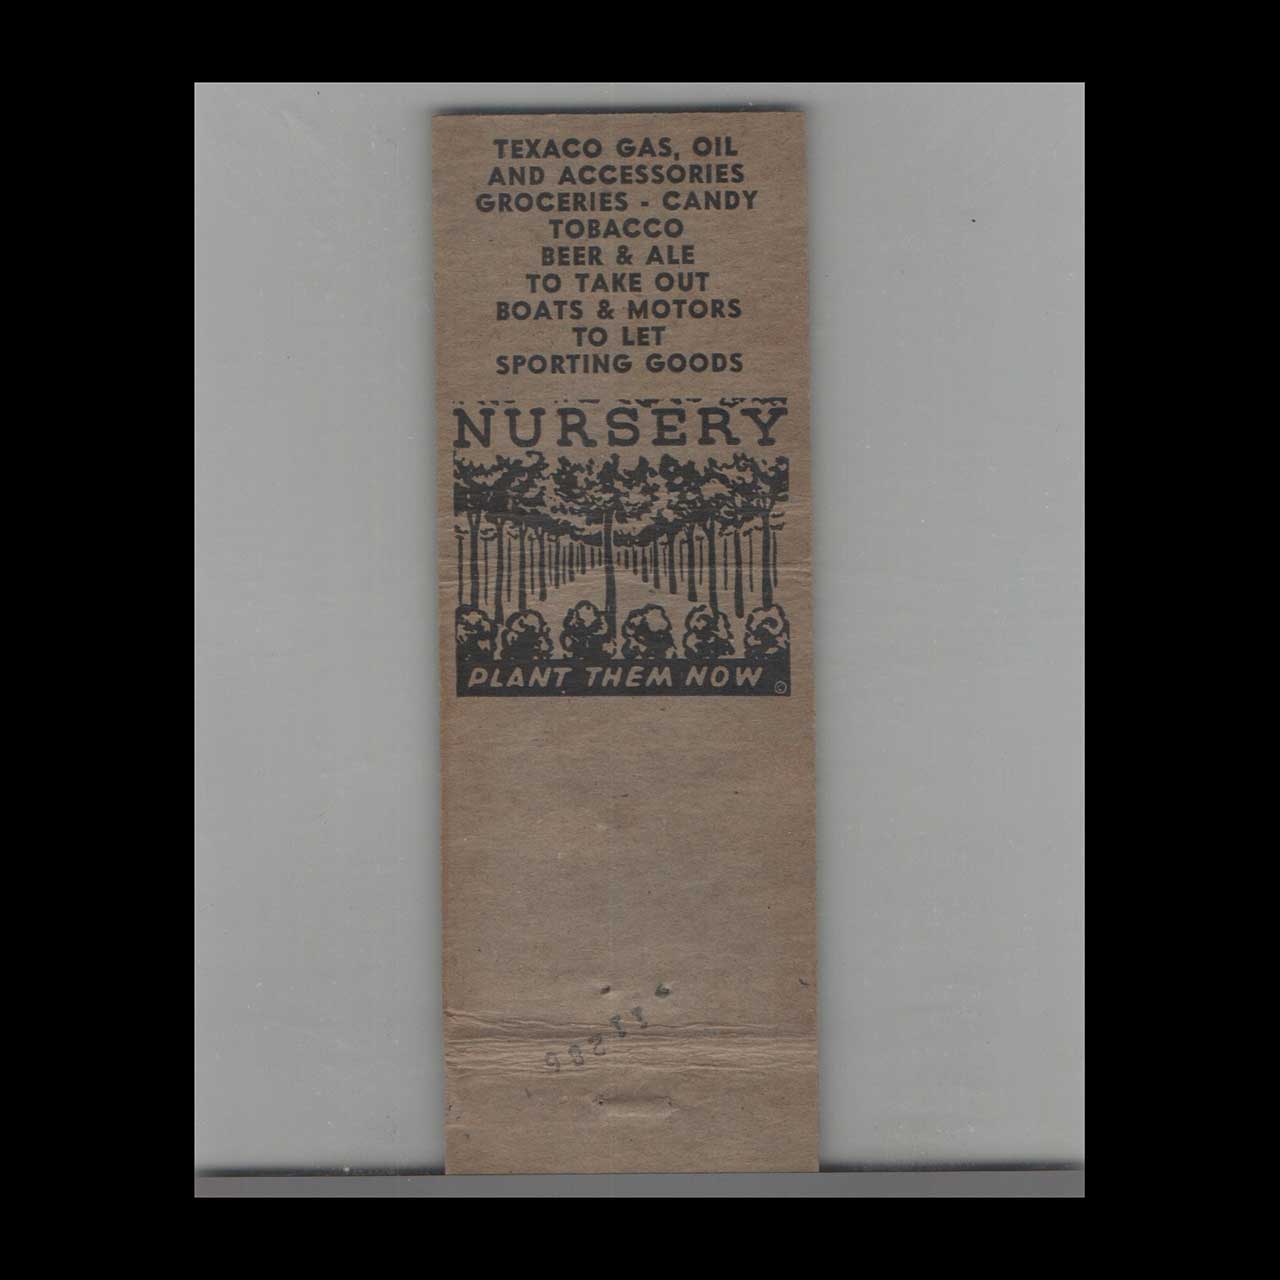 TEXACO GAS, OIL
AND ACCESSORIES
GROCERIES - CANDY
TOBACCO
BEER & ALE
TO TAKE OUT
BOATS & MOTORS
TO LET
SPORTING GOODS
NURSERY
PLANT THEM NOW ©
11286